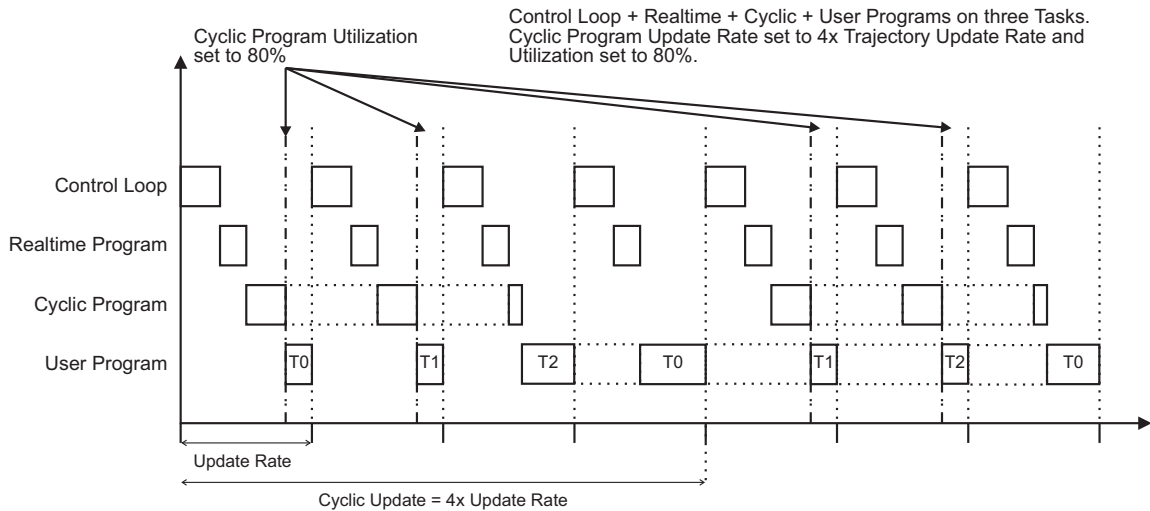 Control Loop + Realtime + Cyclic + User Programs on three Tasks.
Cyclic Program Update Rate set to 4x Trajectory Update Rate and
Utilization set to 80%.
Cyclic Program Utilization
set to 80%
Control Loop
Realtime Program
Cyclic Program
User Program
T0
T1
T2
T0
T1
T2
T0
Update Rate
Cyclic Update = 4x Update Rate